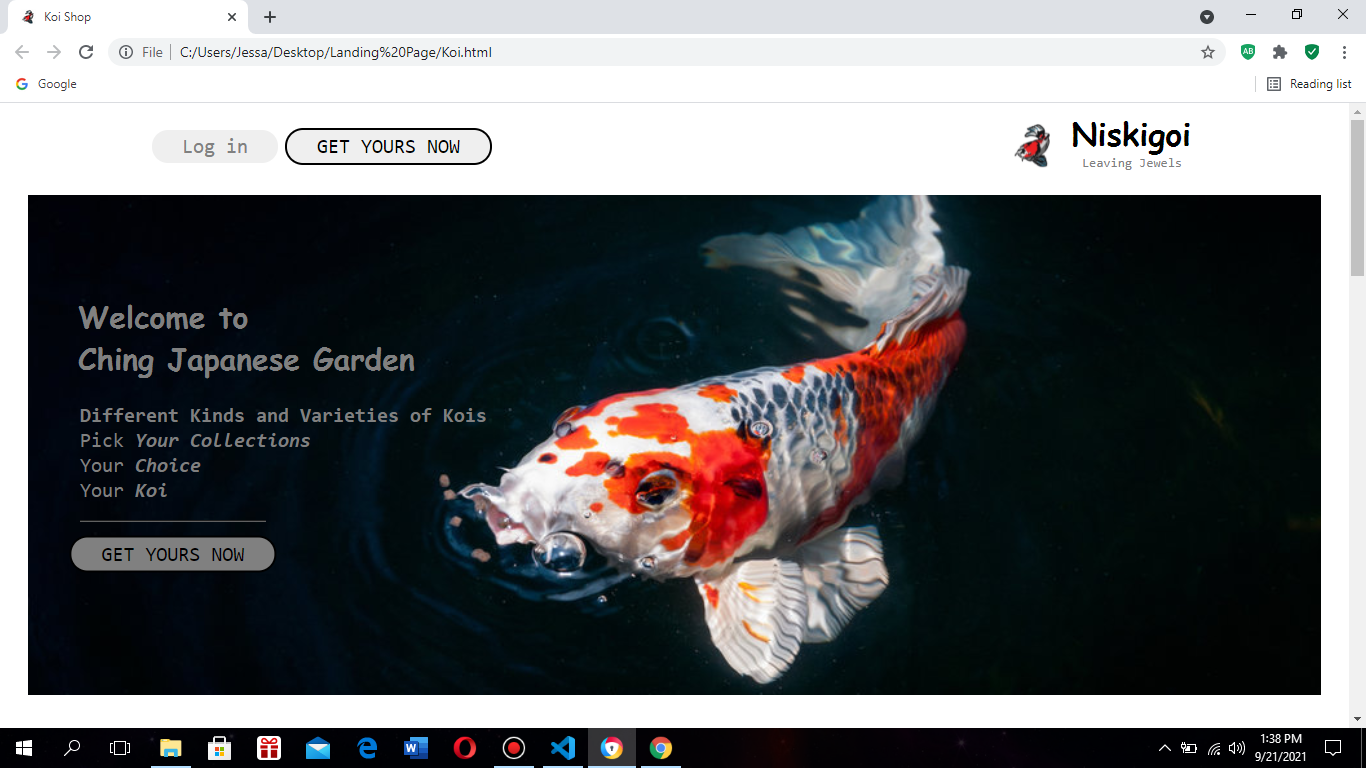 Koi Shop
File
C:/Users/Jessa/Desktop/Landing%20Page/Koi.html
Google
Reading list
Log in
GET YOURS NOW
Niskigoi
Leaving Jewels
Welcome to
Ching Japanese Garden
Different Kinds and Varieties of Kois
Pick Your Collections
Your Choice
Your Koi
GET YOURS NOW
1:38 PM
9/21/2021